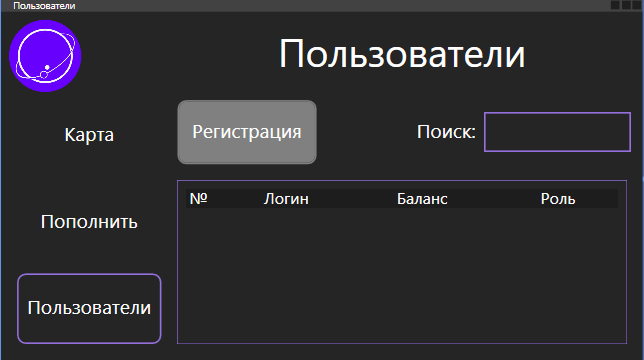 Пользователи
Пользователи
Карта
Регистрация
Поиск:
Пополнить
№ Логин Баланс Роль
Пользователи